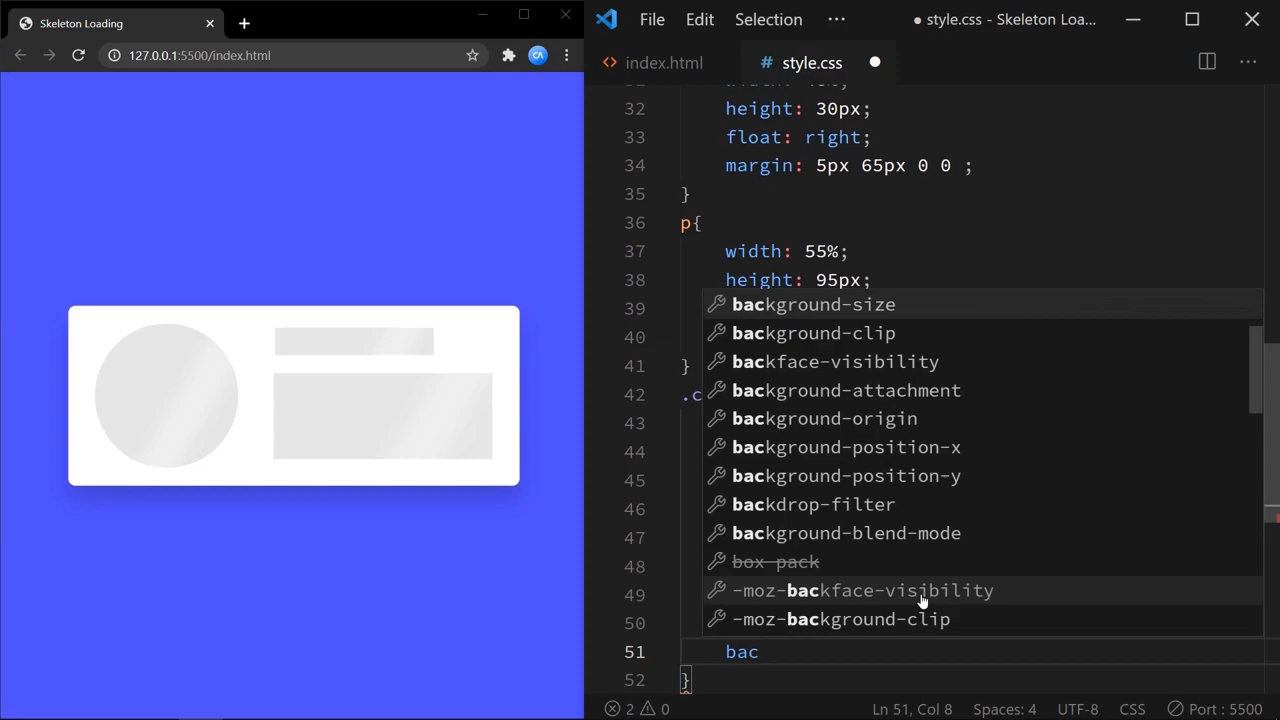 Skeleton Loading
127.0.0.1:5500/index.html
File Edit Selection ··· ● style.css - Skeleton Loa...
<> index.html # style.css
32 height: 30px;
33 float: right;
34 margin: 5px 65px 0 0 ;
35 }
36 p{
37 width: 55%;
38 height: 95px;
39 background-size
40 background-clip
41 } backface-visibility
42 .c background-attachment
43 background-origin
44 background-position-x
45 background-position-y
46 backdrop-filter
47 background-blend-mode
48 box-pack
49 -moz-backface-visibility
50 -moz-background-clip
51 bac
52 }
2 0 Ln 51, Col 8 Spaces: 4 UTF-8 CSS Port : 5500